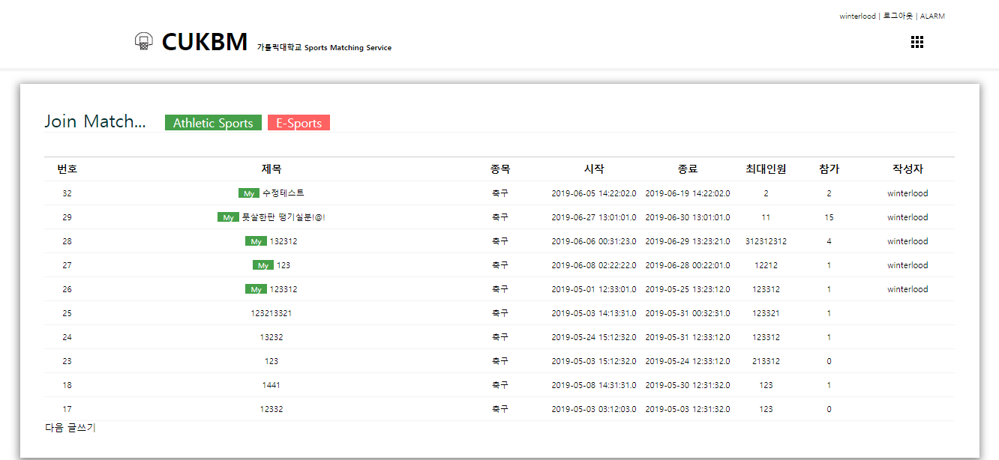 winterlood | 로그아웃 | ALARM
CUKBM 가톨릭대학교 Sports Matching Service
Join Match... Athletic Sports E-Sports
번호 제목 종목 시작 종료 최대인원 참가 작성자
32 My 수정테스트 축구 2019-06-05 14:22:02.0 2019-06-19 14:22:02.0 2 2 winterlood
29 My 풋살한판 땡기실분!@! 축구 2019-06-27 13:01:01.0 2019-06-30 13:01:01.0 11 15 winterlood
28 My 132312 축구 2019-06-06 00:31:23.0 2019-06-29 13:23:21.0 312312312 4 winterlood
27 My 123 축구 2019-06-08 02:22:22.0 2019-06-28 00:22:01.0 12212 1 winterlood
26 My 123312 축구 2019-05-01 12:33:01.0 2019-05-25 13:23:12.0 123312 1 winterlood
25 123213321 축구 2019-05-03 14:13:31.0 2019-05-31 00:32:31.0 123321 1
24 13232 축구 2019-05-24 15:12:32.0 2019-05-31 12:33:12.0 123312 1
23 123 축구 2019-05-03 15:12:32.0 2019-05-24 12:33:12.0 213312 0
18 1441 축구 2019-05-08 14:31:31.0 2019-05-30 12:31:32.0 123 1
17 12332 축구 2019-05-03 03:12:03.0 2019-05-03 12:31:32.0 123 0
다음 글쓰기